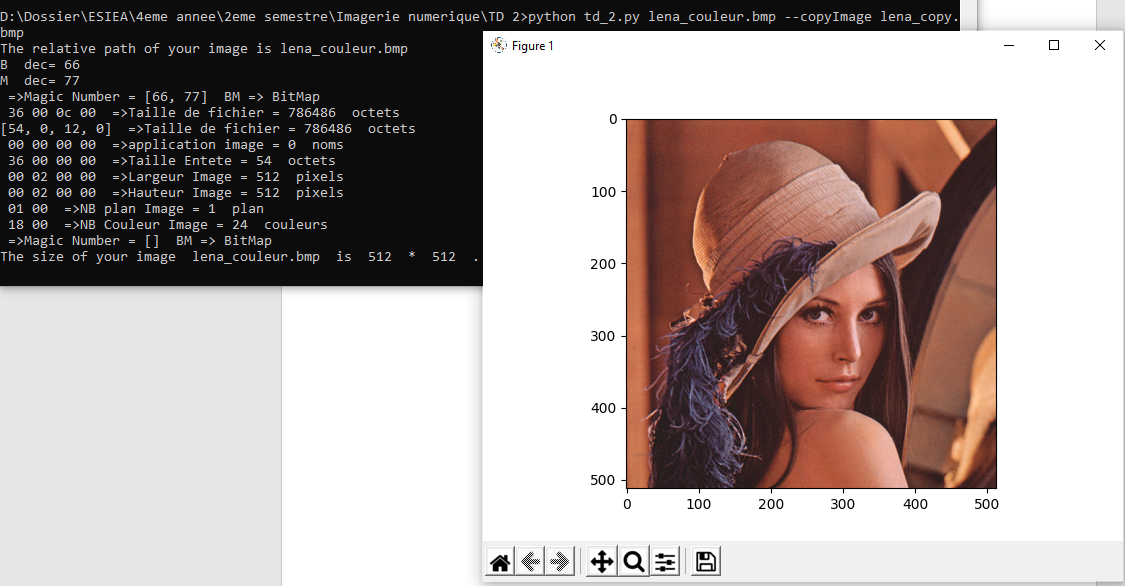 D:\Dossier\ESIEA\4eme annee\2eme semestre\Imagerie numerique\TD 2>python td_2.py lena_couleur.bmp --copyImage lena_copy.
bmp
The relative path of your image is lena_couleur.bmp
B  dec= 66
M  dec= 77
 =>Magic Number = [66, 77]  BM => BitMap
 36 00 0c 00  =>Taille de fichier = 786486  octets
[54, 0, 12, 0]  =>Taille de fichier = 786486  octets
 00 00 00 00  =>application image = 0  noms
 36 00 00 00  =>Taille Entete = 54  octets
 00 02 00 00  =>Largeur Image = 512  pixels
 00 02 00 00  =>Hauteur Image = 512  pixels
 01 00  =>NB plan Image = 1  plan
 18 00  =>NB Couleur Image = 24  couleurs
 =>Magic Number = []  BM => BitMap
The size of your image  lena_couleur.bmp  is  512  *  512  .
Figure 1
0
100
200
300
400
500
0 100 200 300 400 500